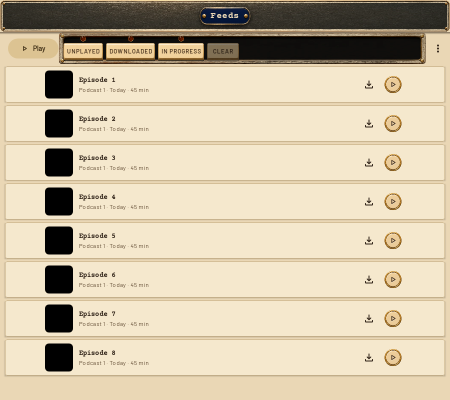 Feeds
Play
UNPLAYED DOWNLOADED IN PROGRESS CLEAR
Episode 1
Podcast 1 · Today · 45 min
Episode 2
Podcast 1 · Today · 45 min
Episode 3
Podcast 1 · Today · 45 min
Episode 4
Podcast 1 · Today · 45 min
Episode 5
Podcast 1 · Today · 45 min
Episode 6
Podcast 1 · Today · 45 min
Episode 7
Podcast 1 · Today · 45 min
Episode 8
Podcast 1 · Today · 45 min